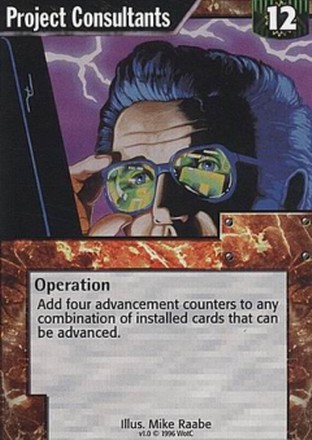 Project Consultants
12
Operation
Add four advancement counters to any
combination of installed cards that can
be advanced.
Illus. Mike Raabe
v1.0 © 1996 WotC